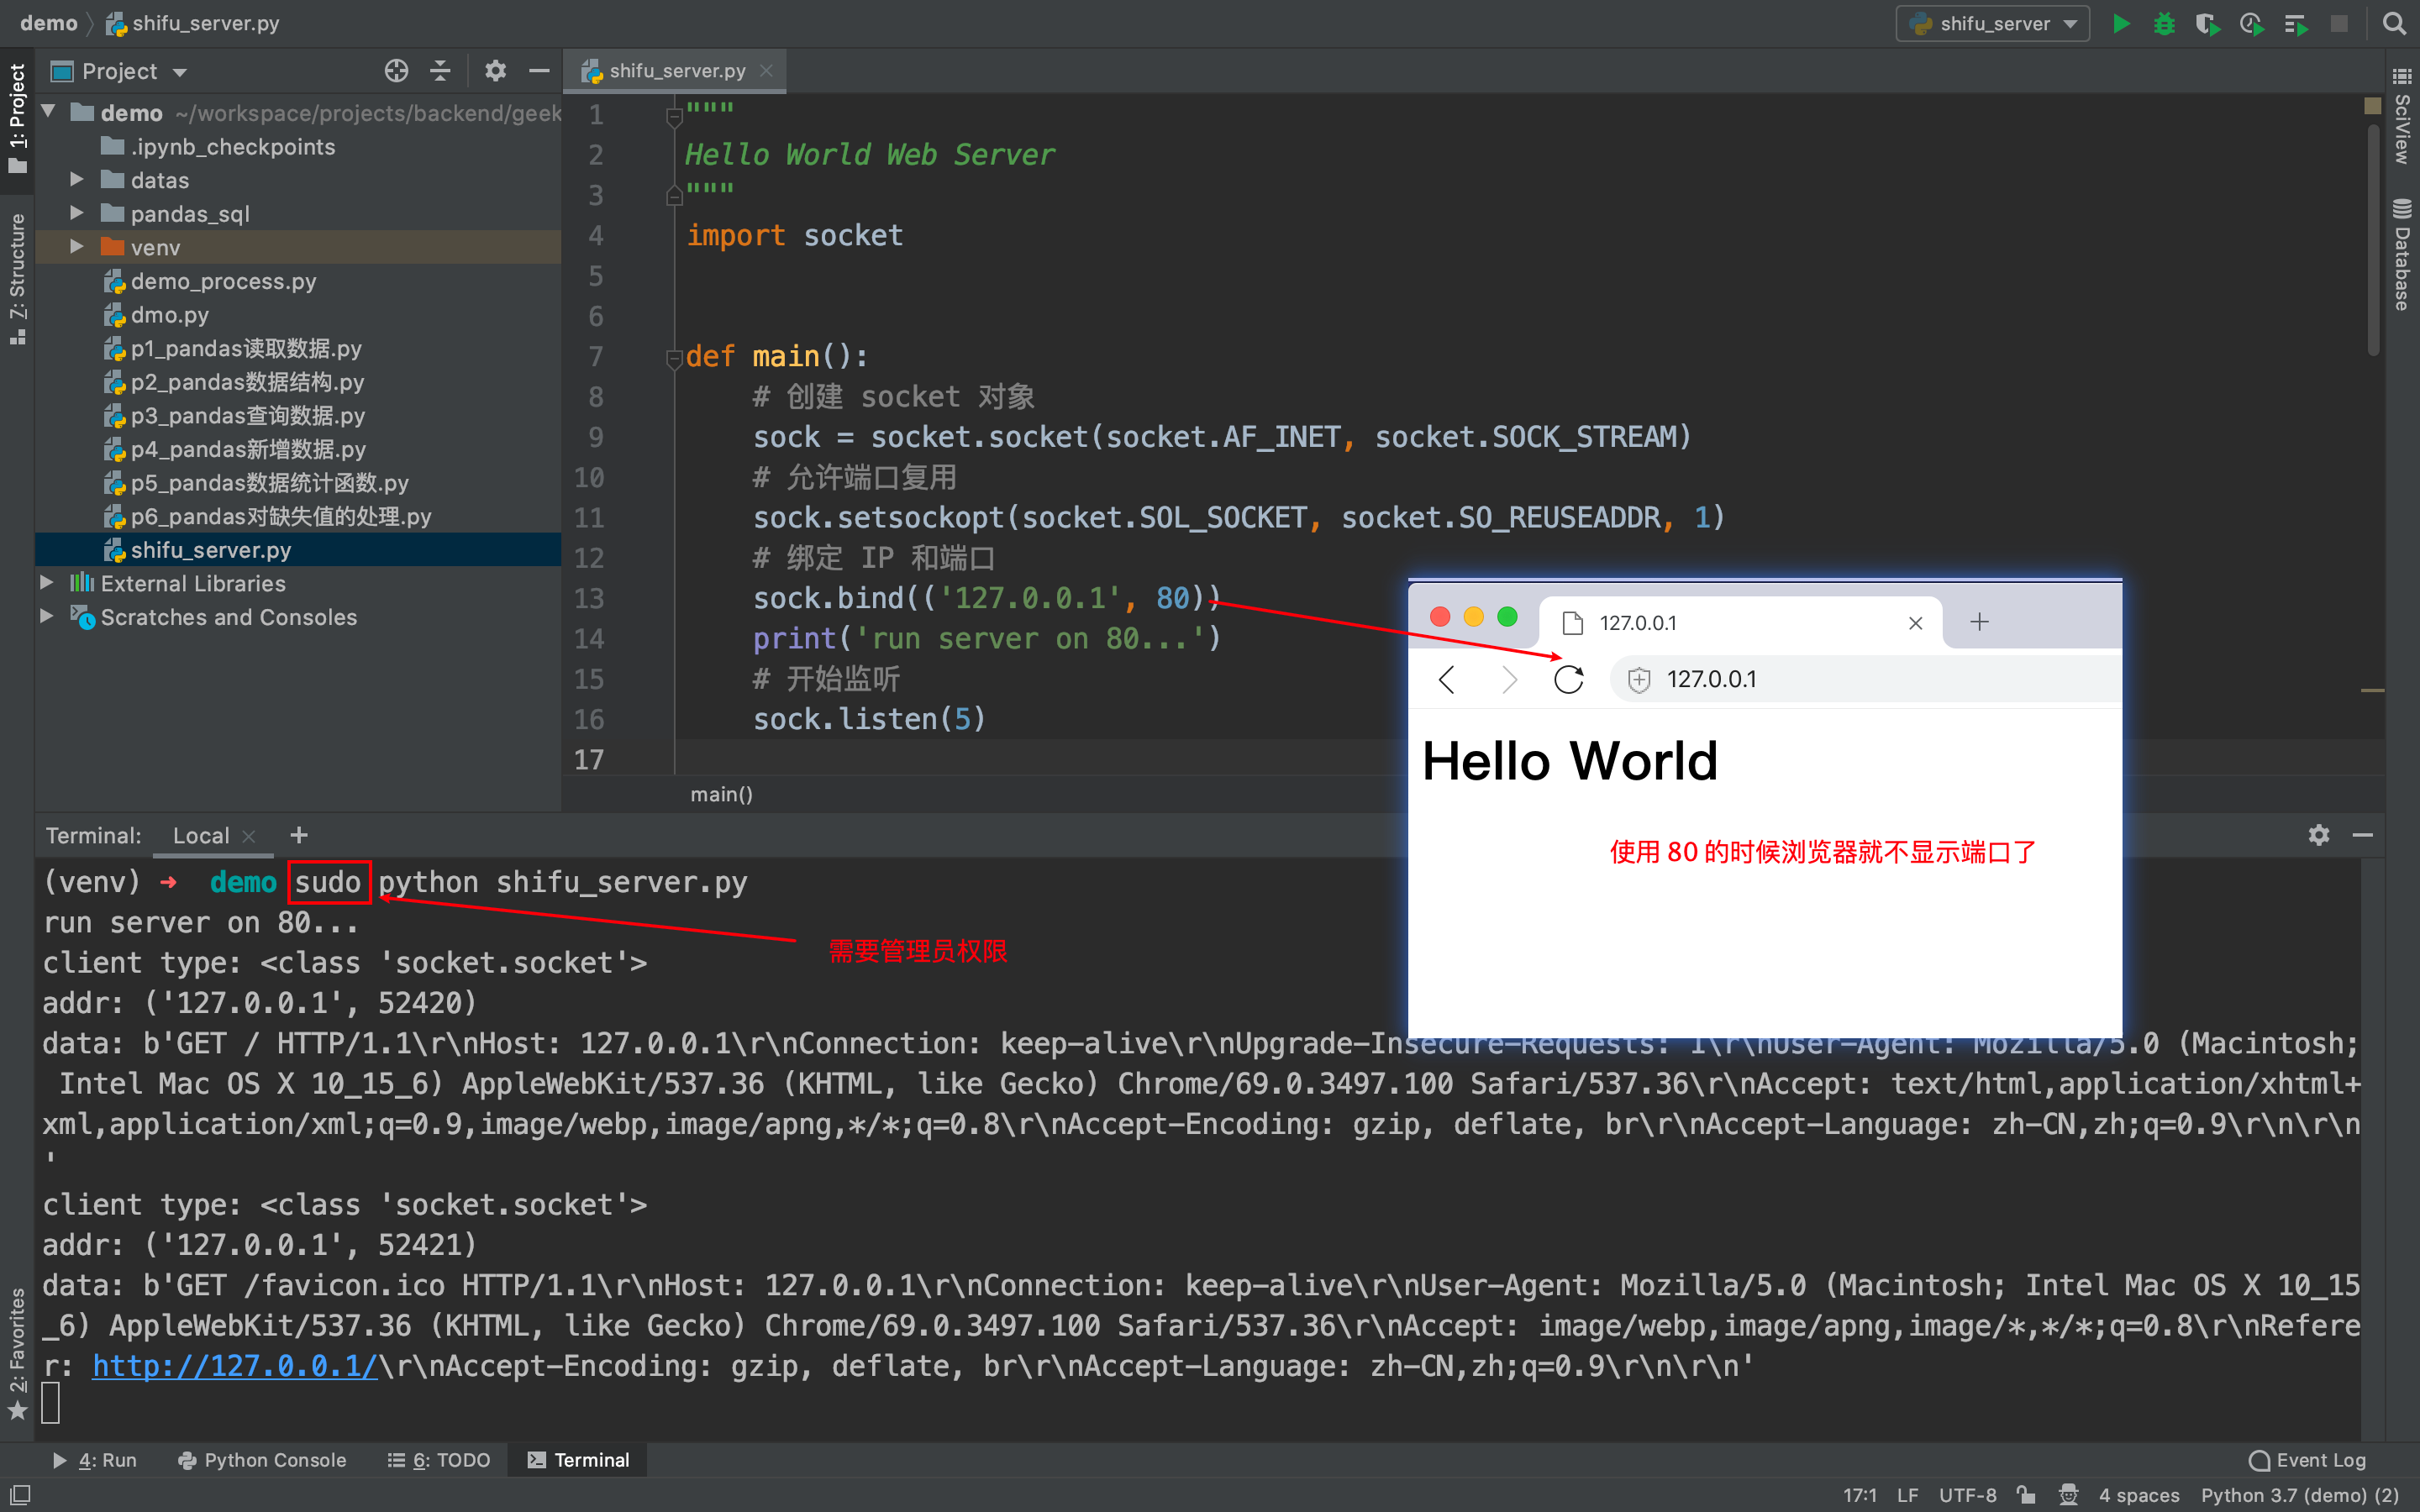 demo shifu_server.py
shifu_server
1: Project
Project
demo ~/workspace/projects/backend/geek
.ipynb_checkpoints
datas
pandas_sql
venv
demo_process.py
dmo.py
p1_pandas读取数据.py
p2_pandas数据结构.py
p3_pandas查询数据.py
p4_pandas新增数据.py
p5_pandas数据统计函数.py
p6_pandas对缺失值的处理.py
shifu_server.py
External Libraries
Scratches and Consoles
7: Structure
2: Favorites
SciView
Database
shifu_server.py
1 """
2 Hello World Web Server
3 """
4 import socket
5
6
7 def main():
8 # 创建 socket 对象
9 sock = socket.socket(socket.AF_INET, socket.SOCK_STREAM)
10 # 允许端口复用
11 sock.setsockopt(socket.SOL_SOCKET, socket.SO_REUSEADDR, 1)
12 # 绑定 IP 和端口
13 sock.bind(('127.0.0.1', 80))
14 print('run server on 80...')
15 # 开始监听
16 sock.listen(5)
17
main()
127.0.0.1
127.0.0.1
Hello World
使用 80 的时候浏览器就不显示端口了
Terminal: Local
(venv) ➜ demo sudo python shifu_server.py
run server on 80...
需要管理员权限
client type: <class 'socket.socket'>
addr: ('127.0.0.1', 52420)
data: b'GET / HTTP/1.1\r\nHost: 127.0.0.1\r\nConnection: keep-alive\r\nUpgrade-Insecure-Requests: 1\r\nUser-Agent: Mozilla/5.0 (Macintosh;
Intel Mac OS X 10_15_6) AppleWebKit/537.36 (KHTML, like Gecko) Chrome/69.0.3497.100 Safari/537.36\r\nAccept: text/html,application/xhtml+
xml,application/xml;q=0.9,image/webp,image/apng,*/*;q=0.8\r\nAccept-Encoding: gzip, deflate, br\r\nAccept-Language: zh-CN,zh;q=0.9\r\n\r\n
'
client type: <class 'socket.socket'>
addr: ('127.0.0.1', 52421)
data: b'GET /favicon.ico HTTP/1.1\r\nHost: 127.0.0.1\r\nConnection: keep-alive\r\nUser-Agent: Mozilla/5.0 (Macintosh; Intel Mac OS X 10_15
_6) AppleWebKit/537.36 (KHTML, like Gecko) Chrome/69.0.3497.100 Safari/537.36\r\nAccept: image/webp,image/apng,image/*,*/*;q=0.8\r\nRefere
r: http://127.0.0.1/\r\nAccept-Encoding: gzip, deflate, br\r\nAccept-Language: zh-CN,zh;q=0.9\r\n\r\n'
4: Run Python Console 6: TODO Terminal Event Log
17:1 LF UTF-8 4 spaces Python 3.7 (demo) (2)